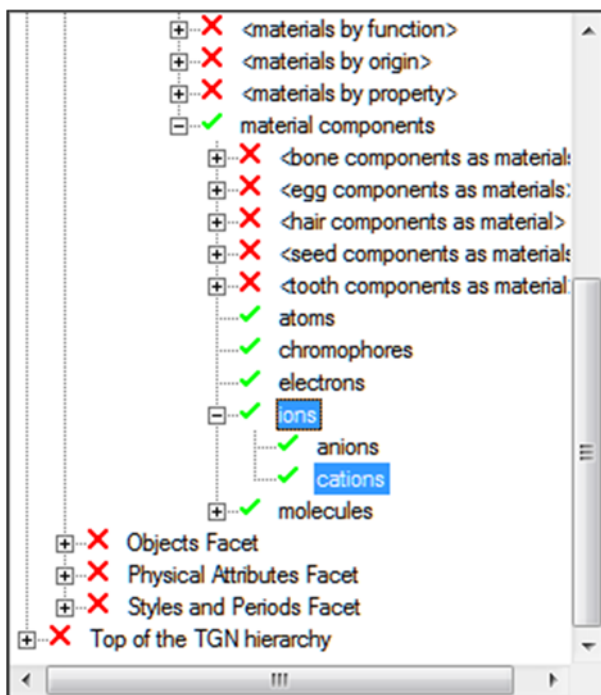 <materials by function>
<materials by origin>
<materials by property>
material components
<bone components as materials
<egg components as materials>
<hair components as material>
<seed components as materials
<tooth components as material
atoms
chromophores
electrons
ions
anions
cations
molecules
Objects Facet
Physical Attributes Facet
Styles and Periods Facet
Top of the TGN hierarchy